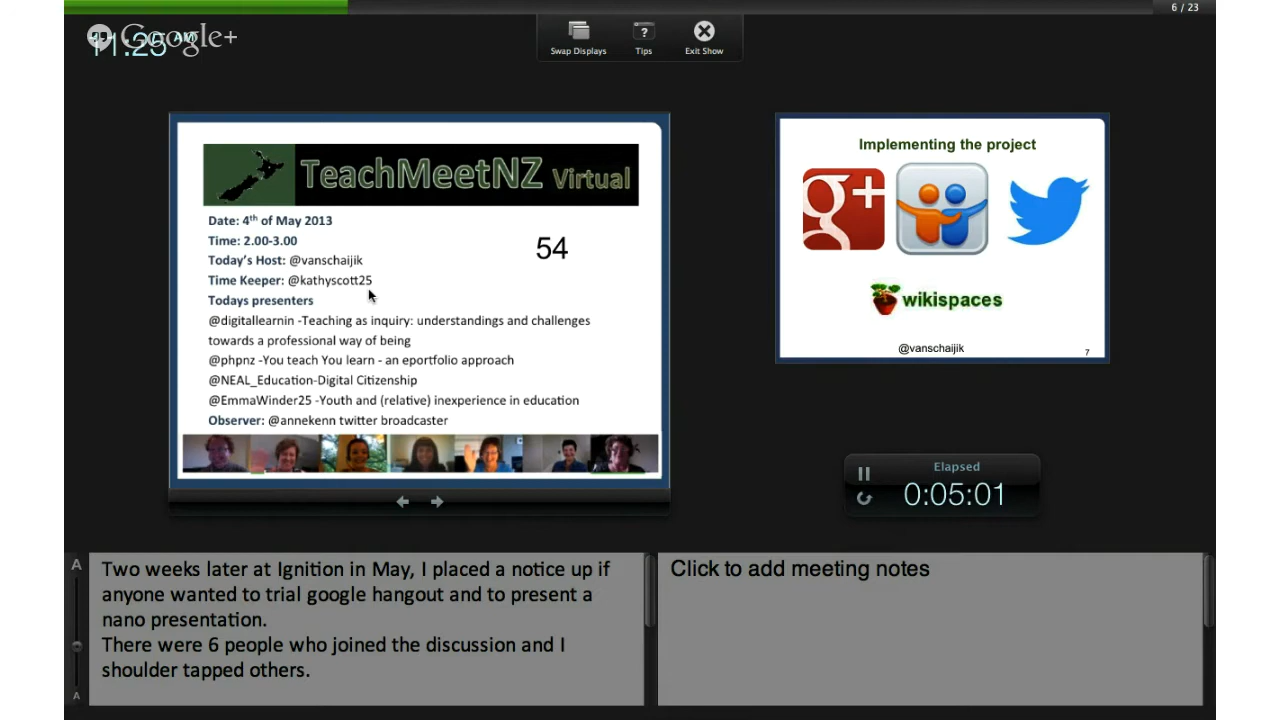 6 / 23
Google+
11:25 AM
Swap Displays
Tips
Exit Show
TeachMeetNZ Virtual
Date: 4th of May 2013
Time: 2.00-3.00
54
Today's Host: @vanschaijik
Time Keeper: @kathyscott25
Todays presenters
@digitallearnin -Teaching as inquiry: understandings and challenges
towards a professional way of being
@phpnz -You teach You learn - an eportfolio approach
@NEAL_Education-Digital Citizenship
@EmmaWinder25 -Youth and (relative) inexperience in education
Observer: @annekenn twitter broadcaster
Implementing the project
g+
wikispaces
@vanschaijik
7
Elapsed
0:05:01
A
A
Two weeks later at Ignition in May, I placed a notice up if
anyone wanted to trial google hangout and to present a
nano presentation.
There were 6 people who joined the discussion and I
shoulder tapped others.
Click to add meeting notes